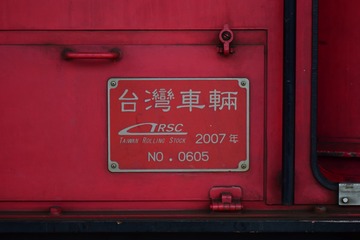 台灣車輛
TRSC
TAIWAN ROLLING STOCK 2007年
NO.0605